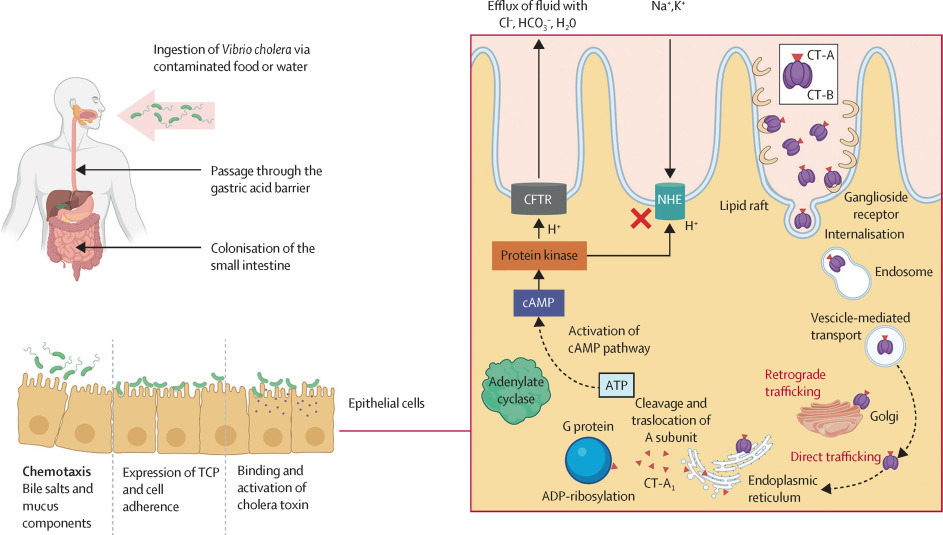 Ingestion of Vibrio cholera via
contaminated food or water
Passage through the
gastric acid barrier
Colonisation of the
small intestine
Epithelial cells
Chemotaxis
Bile salts and
mucus
components
Expression of TCP
and cell
adherence
Binding and
activation of
cholera toxin
Efflux of fluid with
Cl⁻, HCO₃⁻, H₂0
Na⁺,K⁺
CT-A
CT-B
CFTR
NHE
H⁺
H⁺
Protein kinase
cAMP
Activation of
cAMP pathway
Adenylate
cyclase
ATP
Lipid raft
Ganglioside
receptor
Internalisation
Endosome
Vescicle-mediated
transport
Retrograde
trafficking
Golgi
Direct trafficking
Cleavage and
traslocation of
A subunit
G protein
ADP-ribosylation
CT-A₁
Endoplasmic
reticulum